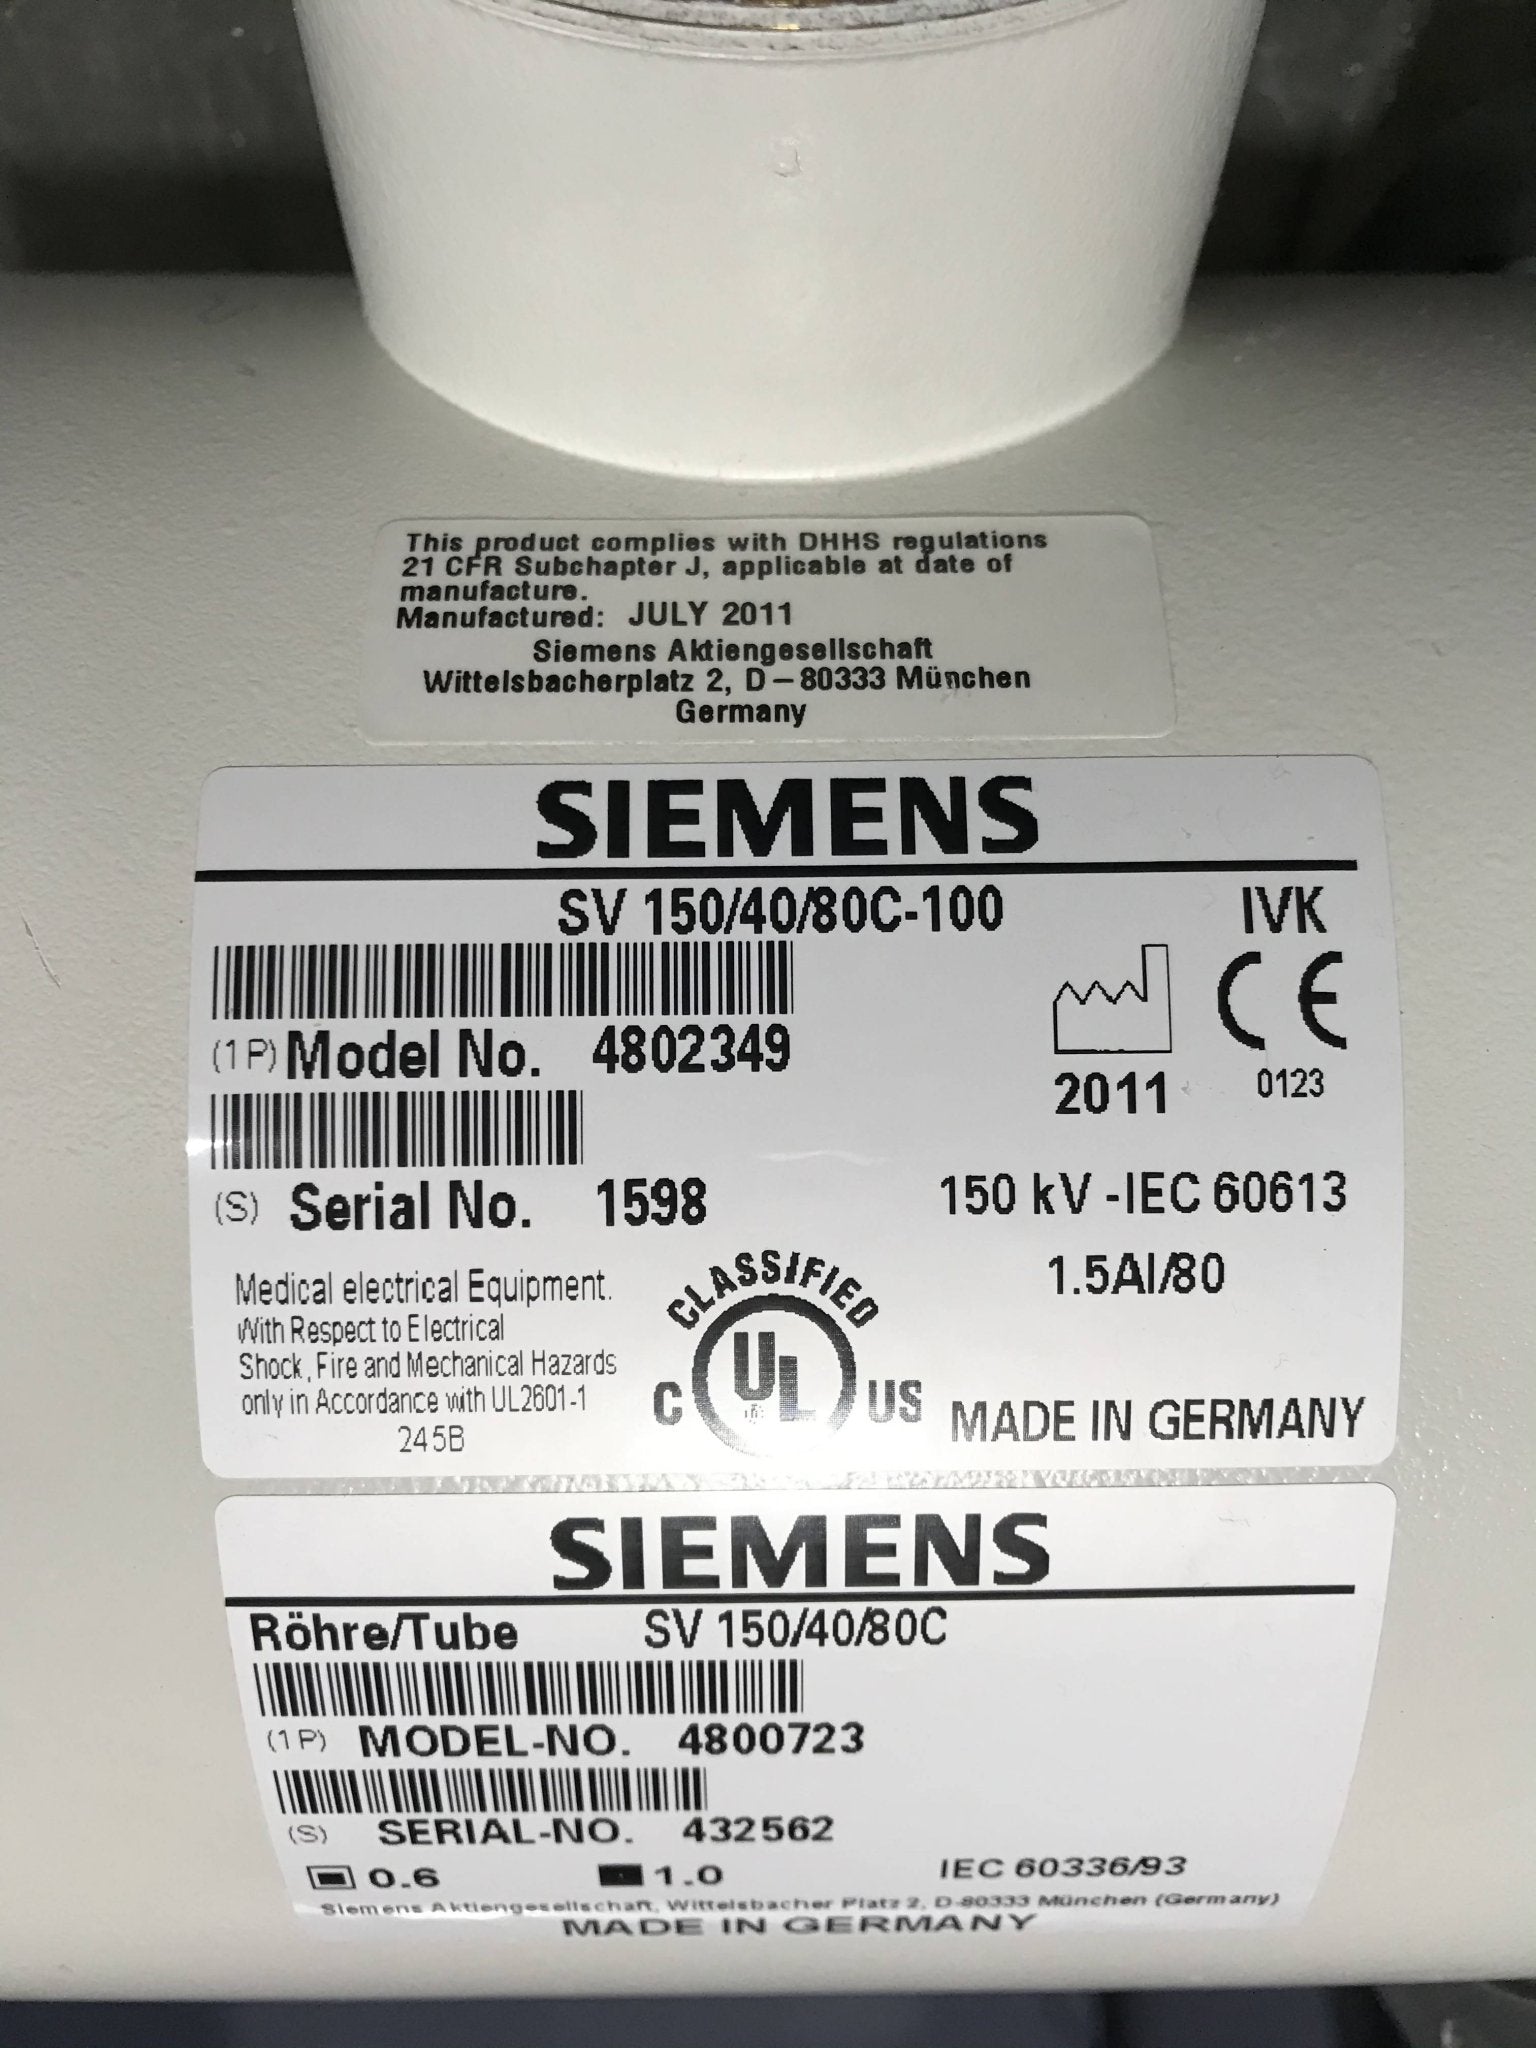 This product complies with DHHS regulations
21 CFR Subchapter J, applicable at date of
manufacture.
Manufactured: JULY 2011
Siemens Aktiengesellschaft
Wittelsbacherplatz 2, D – 80333 München
Germany
SIEMENS
SV 150/40/80C-100
IVK
(1P) Model No. 4802349
2011
CE
0123
(S) Serial No. 1598
150 kV -IEC 60613
1.5Al/80
Medical electrical Equipment.
With Respect to Electrical
Shock, Fire and Mechanical Hazards
only in Accordance with UL2601-1
245B
CLASSIFIED
C UL US
MADE IN GERMANY
SIEMENS
Röhre/Tube SV 150/40/80C
(1P) MODEL-NO. 4800723
(S) SERIAL-NO. 432562
0.6 1.0 IEC 60336/93
Siemens Aktiengesellschaft, Wittelsbacher Platz 2, D-80333 München (Germany)
MADE IN GERMANY